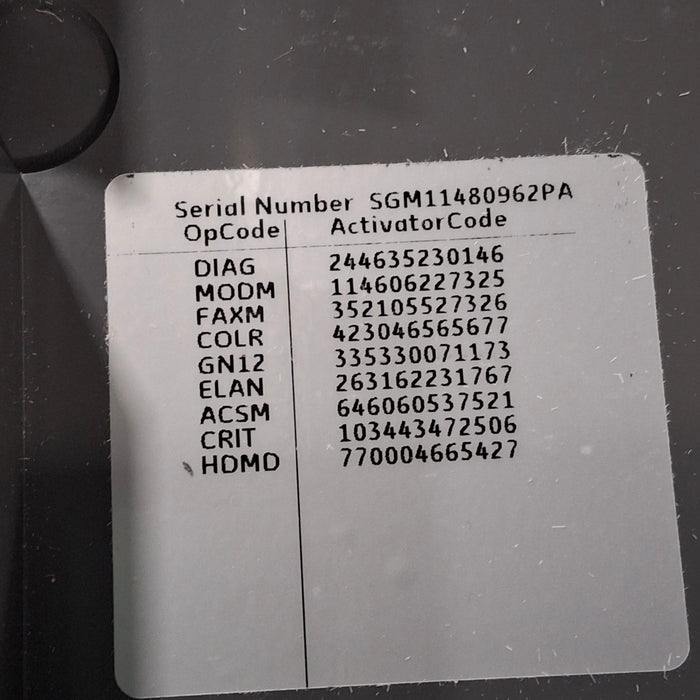 Serial Number SGM11480962PA
OpCode ActivatorCode
DIAG 244635230146
MODM 114606227325
FAXM 352105527326
COLR 423046565677
GN12 335330071173
ELAN 263162231767
ACSM 646060537521
CRIT 103443472506
HDMD 770004665427